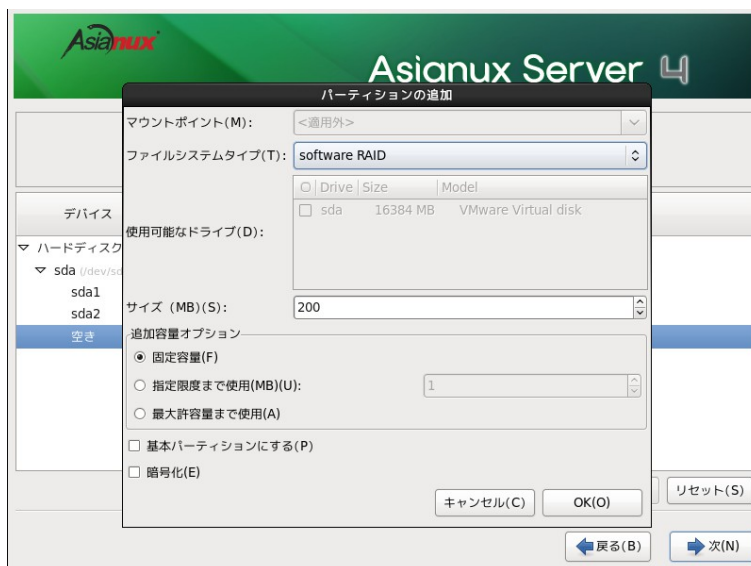 Asianux
Asianux Server 4
パーティションの追加
マウントポイント(M):
<適用外>
ファイルシステムタイプ(T):
software RAID
使用可能なドライブ(D):
Drive Size Model
sda 16384 MB VMware Virtual disk
サイズ (MB)(S):
200
追加容量オプション
固定容量(F)
指定限度まで使用(MB)(U):
1
最大許容量まで使用(A)
基本パーティションにする(P)
暗号化(E)
キャンセル(C)
OK(O)
デバイス
ハードディスク
sda (/dev/sd
sda1
sda2
空き
リセット(S)
戻る(B)
次(N)